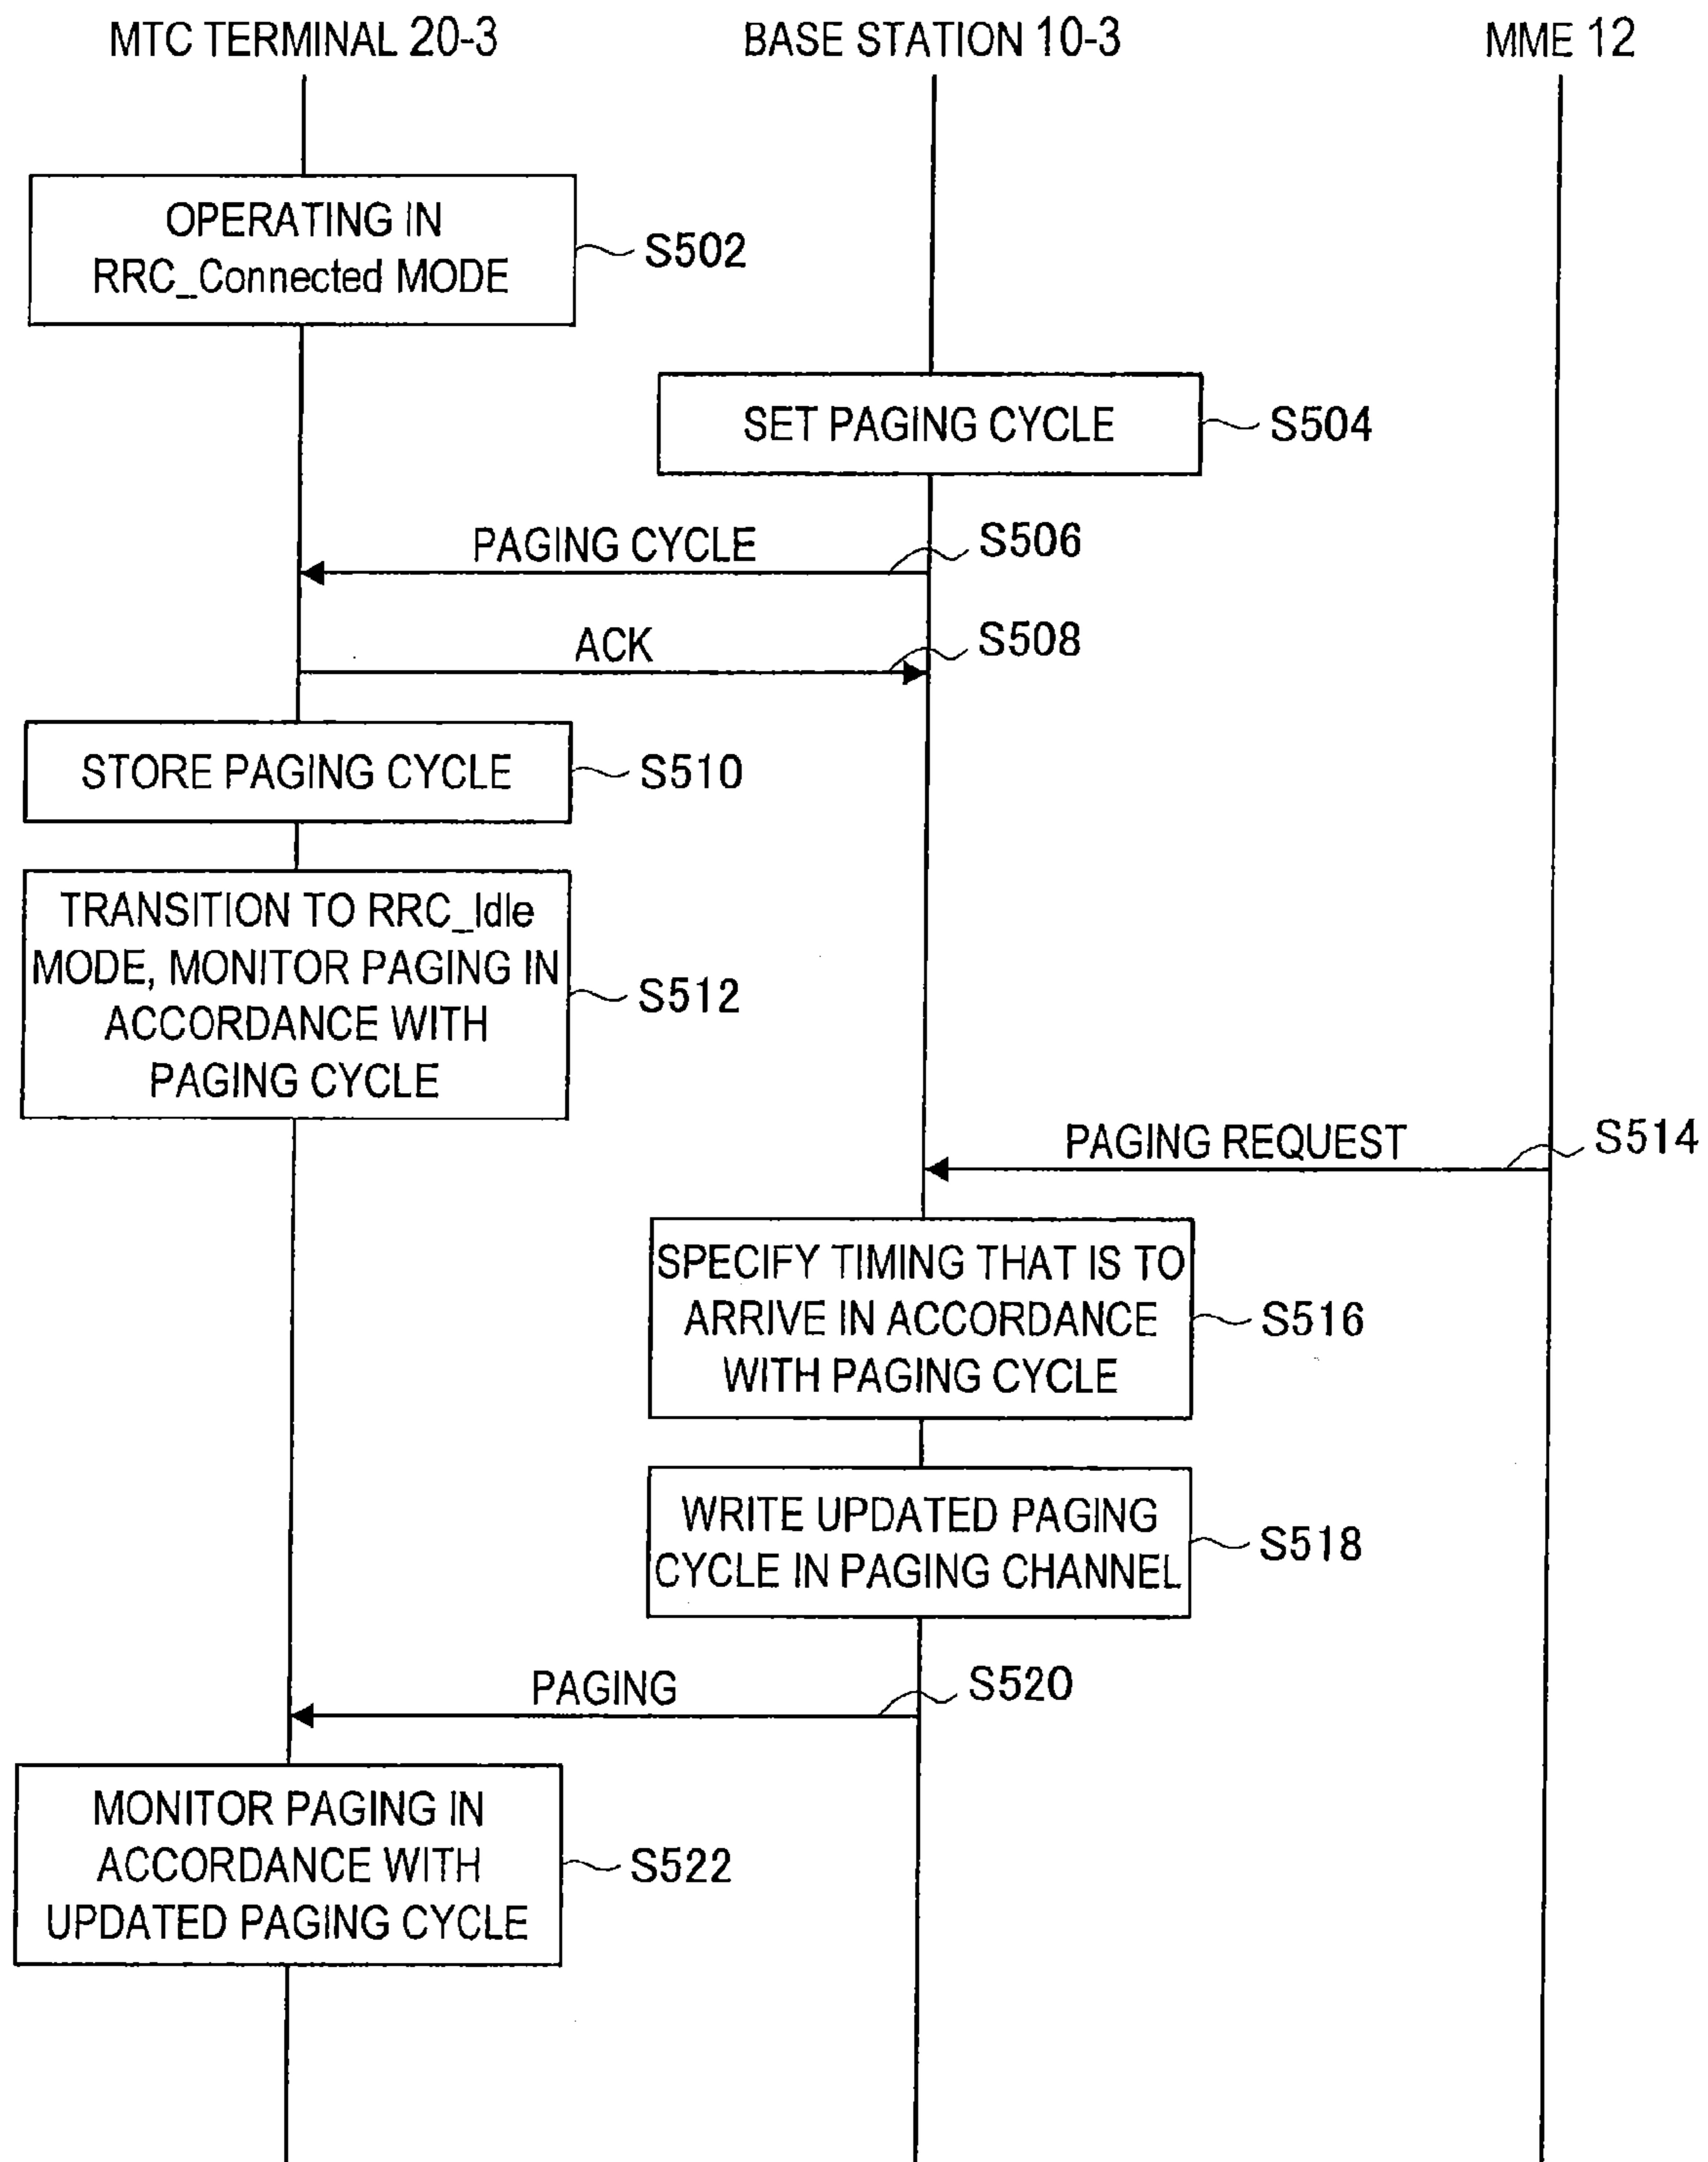 MTC TERMINAL 20-3
BASE STATION 10-3
MME 12
OPERATING IN
RRC_Connected MODE
S502
SET PAGING CYCLE
S504
PAGING CYCLE
S506
ACK
S508
STORE PAGING CYCLE
S510
TRANSITION TO RRC_Idle
MODE, MONITOR PAGING IN
ACCORDANCE WITH
PAGING CYCLE
S512
PAGING REQUEST
S514
SPECIFY TIMING THAT IS TO
ARRIVE IN ACCORDANCE
WITH PAGING CYCLE
S516
WRITE UPDATED PAGING
CYCLE IN PAGING CHANNEL
S518
PAGING
S520
MONITOR PAGING IN
ACCORDANCE WITH
UPDATED PAGING CYCLE
S522